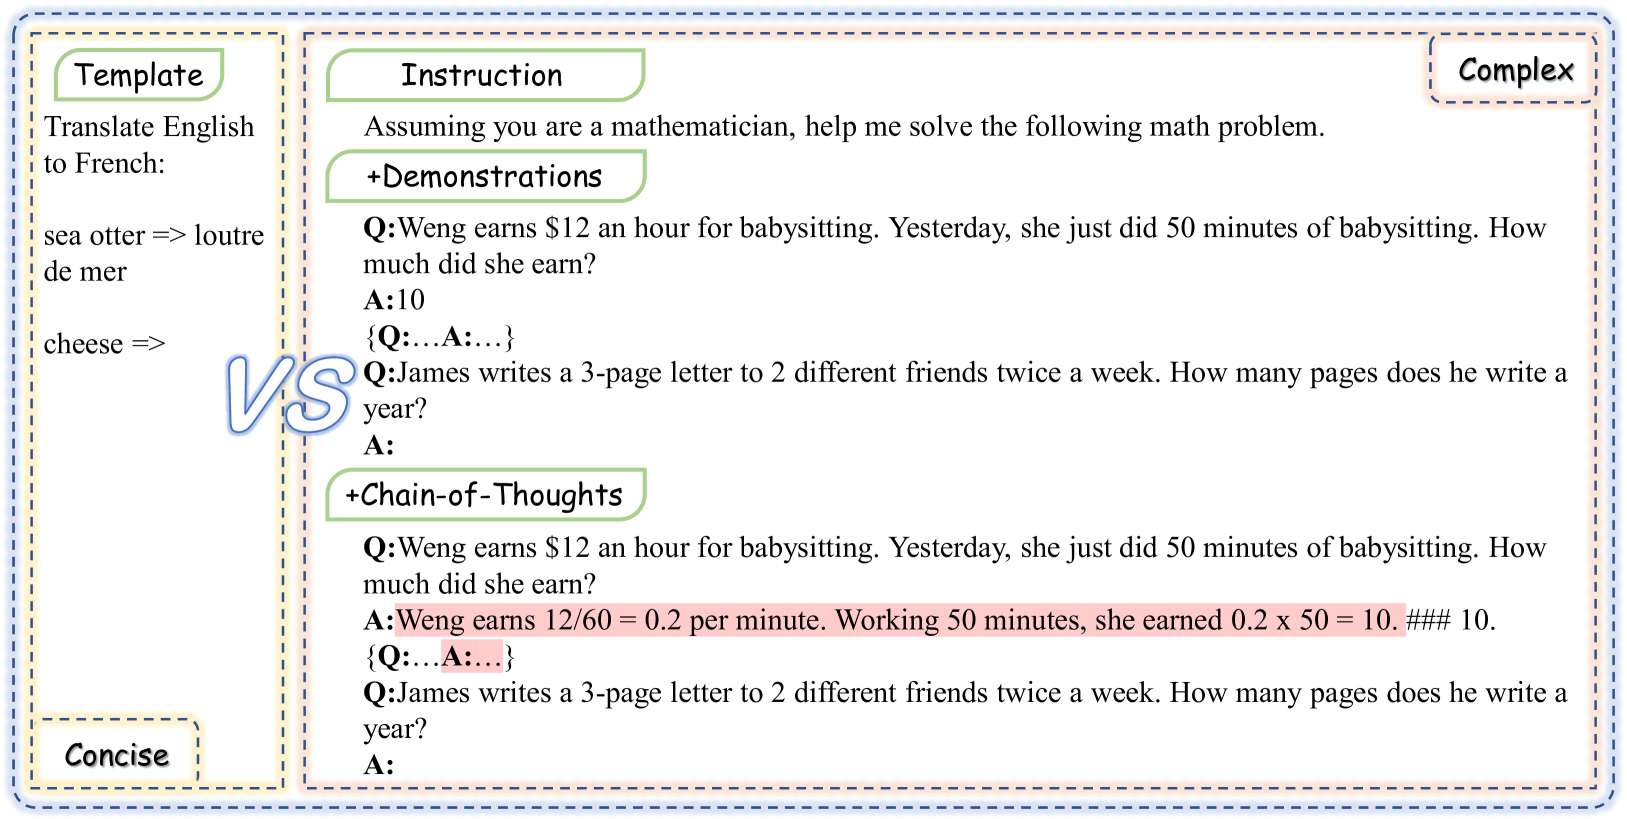 Template
Translate English
to French:
sea otter => loutre
de mer
cheese =>
Concise
VS
Complex
Instruction
Assuming you are a mathematician, help me solve the following math problem.
+Demonstrations
Q:Weng earns $12 an hour for babysitting. Yesterday, she just did 50 minutes of babysitting. How
much did she earn?
A:10
{Q:…A:…}
Q:James writes a 3-page letter to 2 different friends twice a week. How many pages does he write a
year?
A:
+Chain-of-Thoughts
Q:Weng earns $12 an hour for babysitting. Yesterday, she just did 50 minutes of babysitting. How
much did she earn?
A:Weng earns 12/60 = 0.2 per minute. Working 50 minutes, she earned 0.2 x 50 = 10. ### 10.
{Q:…A:…}
Q:James writes a 3-page letter to 2 different friends twice a week. How many pages does he write a
year?
A: